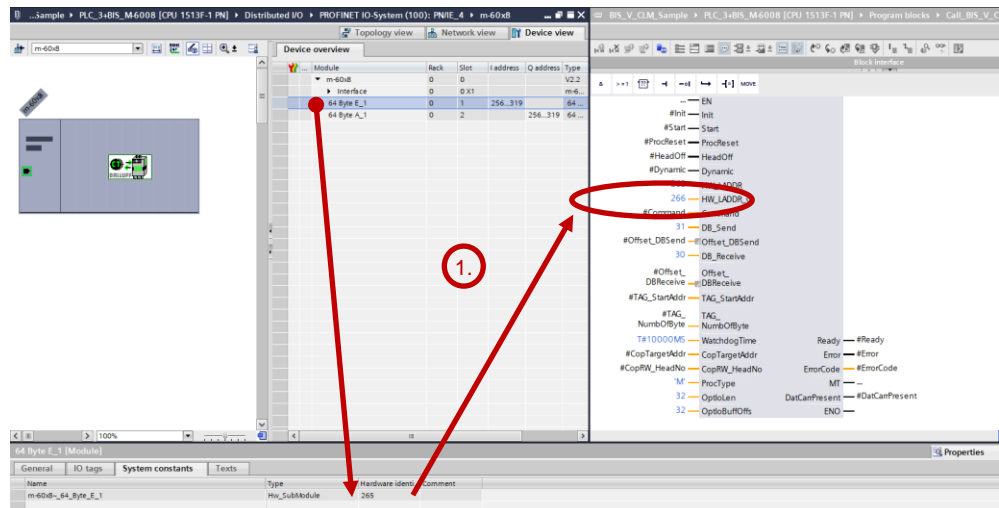 ...Sample ▸ PLC_3+BIS_M-6008 [CPU 1513F-1 PN] ▸ Distributed I/O ▸ PROFINET IO-System (100): PN/IE_4 ▸ m-60x8
BIS_V_CLM_Sample ▸ PLC_3+BIS_M-6008 [CPU 1513F-1 PN] ▸ Program blocks ▸ Call_BIS_V_C
Topology view Network view Device view
m-60x8
Device overview
Block interface
... Module Rack Slot I address Q address Type
m-60x8 0 0 V2.2
Interface 0 0 X1 m-6...
64 Byte E_1 0 1 256...319 64 ...
64 Byte A_1 0 2 256...319 64 ...
m-60x8
BALLUFF
& >=1 [??] MOVE
... EN
#Init Init
#Start Start
#ProcReset ProcReset
#HeadOff HeadOff
#Dynamic Dynamic
HW_LADDR
266 HW_LADDR_
#Command
31 DB_Send
#Offset_DBSend Offset_DBSend
30 DB_Receive
#Offset_ Offset_
DBReceive DBReceive
#TAG_StartAddr TAG_StartAddr
#TAG_ TAG_
NumbOfByte NumbOfByte
T#10000MS WatchdogTime Ready #Ready
#CopTargetAddr CopTargetAddr Error #Error
#CopRW_HeadNo CopRW_HeadNo ErrorCode #ErrorCode
'M' ProcType MT ...
32 OptIoLen DatCarrPresent #DatCarrPresent
32 OptIoBuffOffs ENO
1.
100%
64 Byte E_1 [Module]
Properties
General IO tags System constants Texts
Name Type Hardware identi.. Comment
m-60x8~_64_Byte_E_1 Hw_SubModule 265